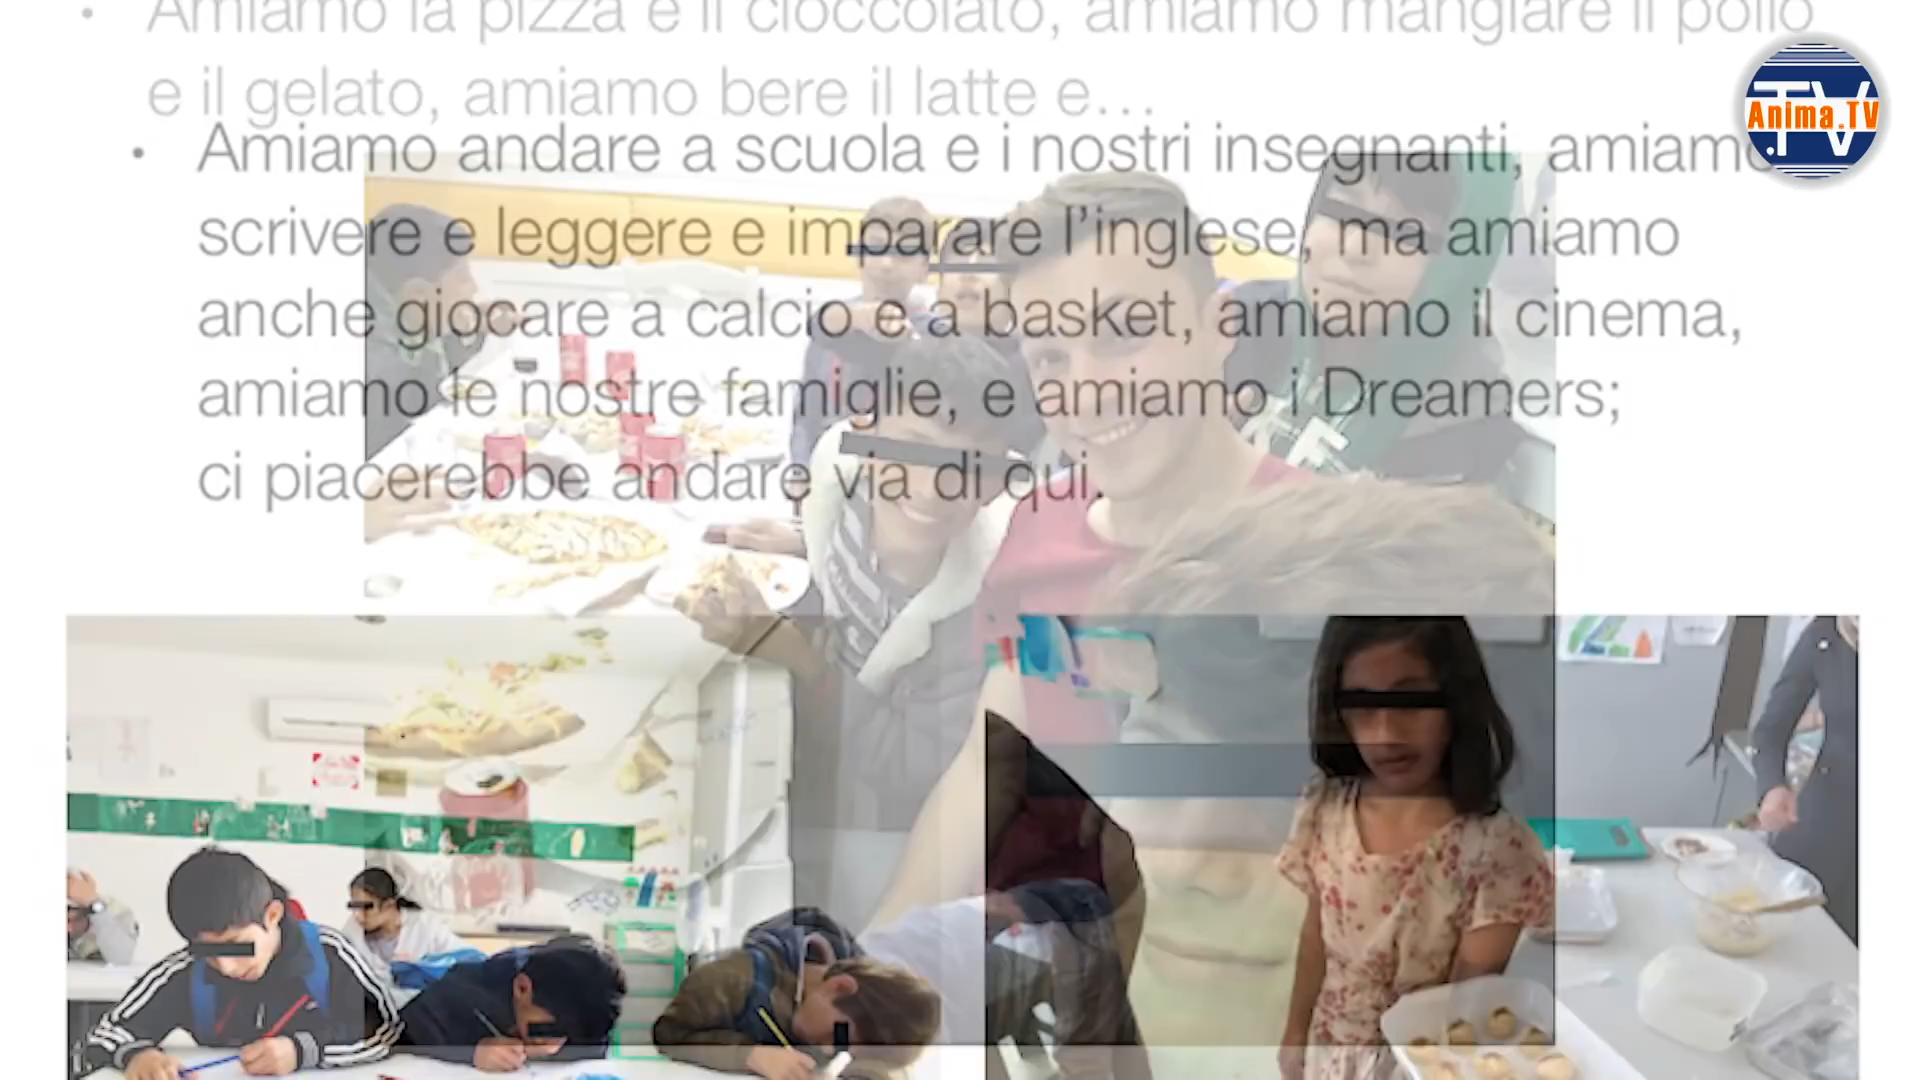 Amiamo la pizza e il cioccolato, amiamo mangiare il pollo
e il gelato, amiamo bere il latte e…
Amiamo andare a scuola e i nostri insegnanti, amiamo
scrivere e leggere e imparare l’inglese, ma amiamo
anche giocare a calcio e a basket, amiamo il cinema,
amiamo le nostre famiglie, e amiamo i Dreamers;
ci piacerebbe andare via di qui.
.TV
Anima.TV